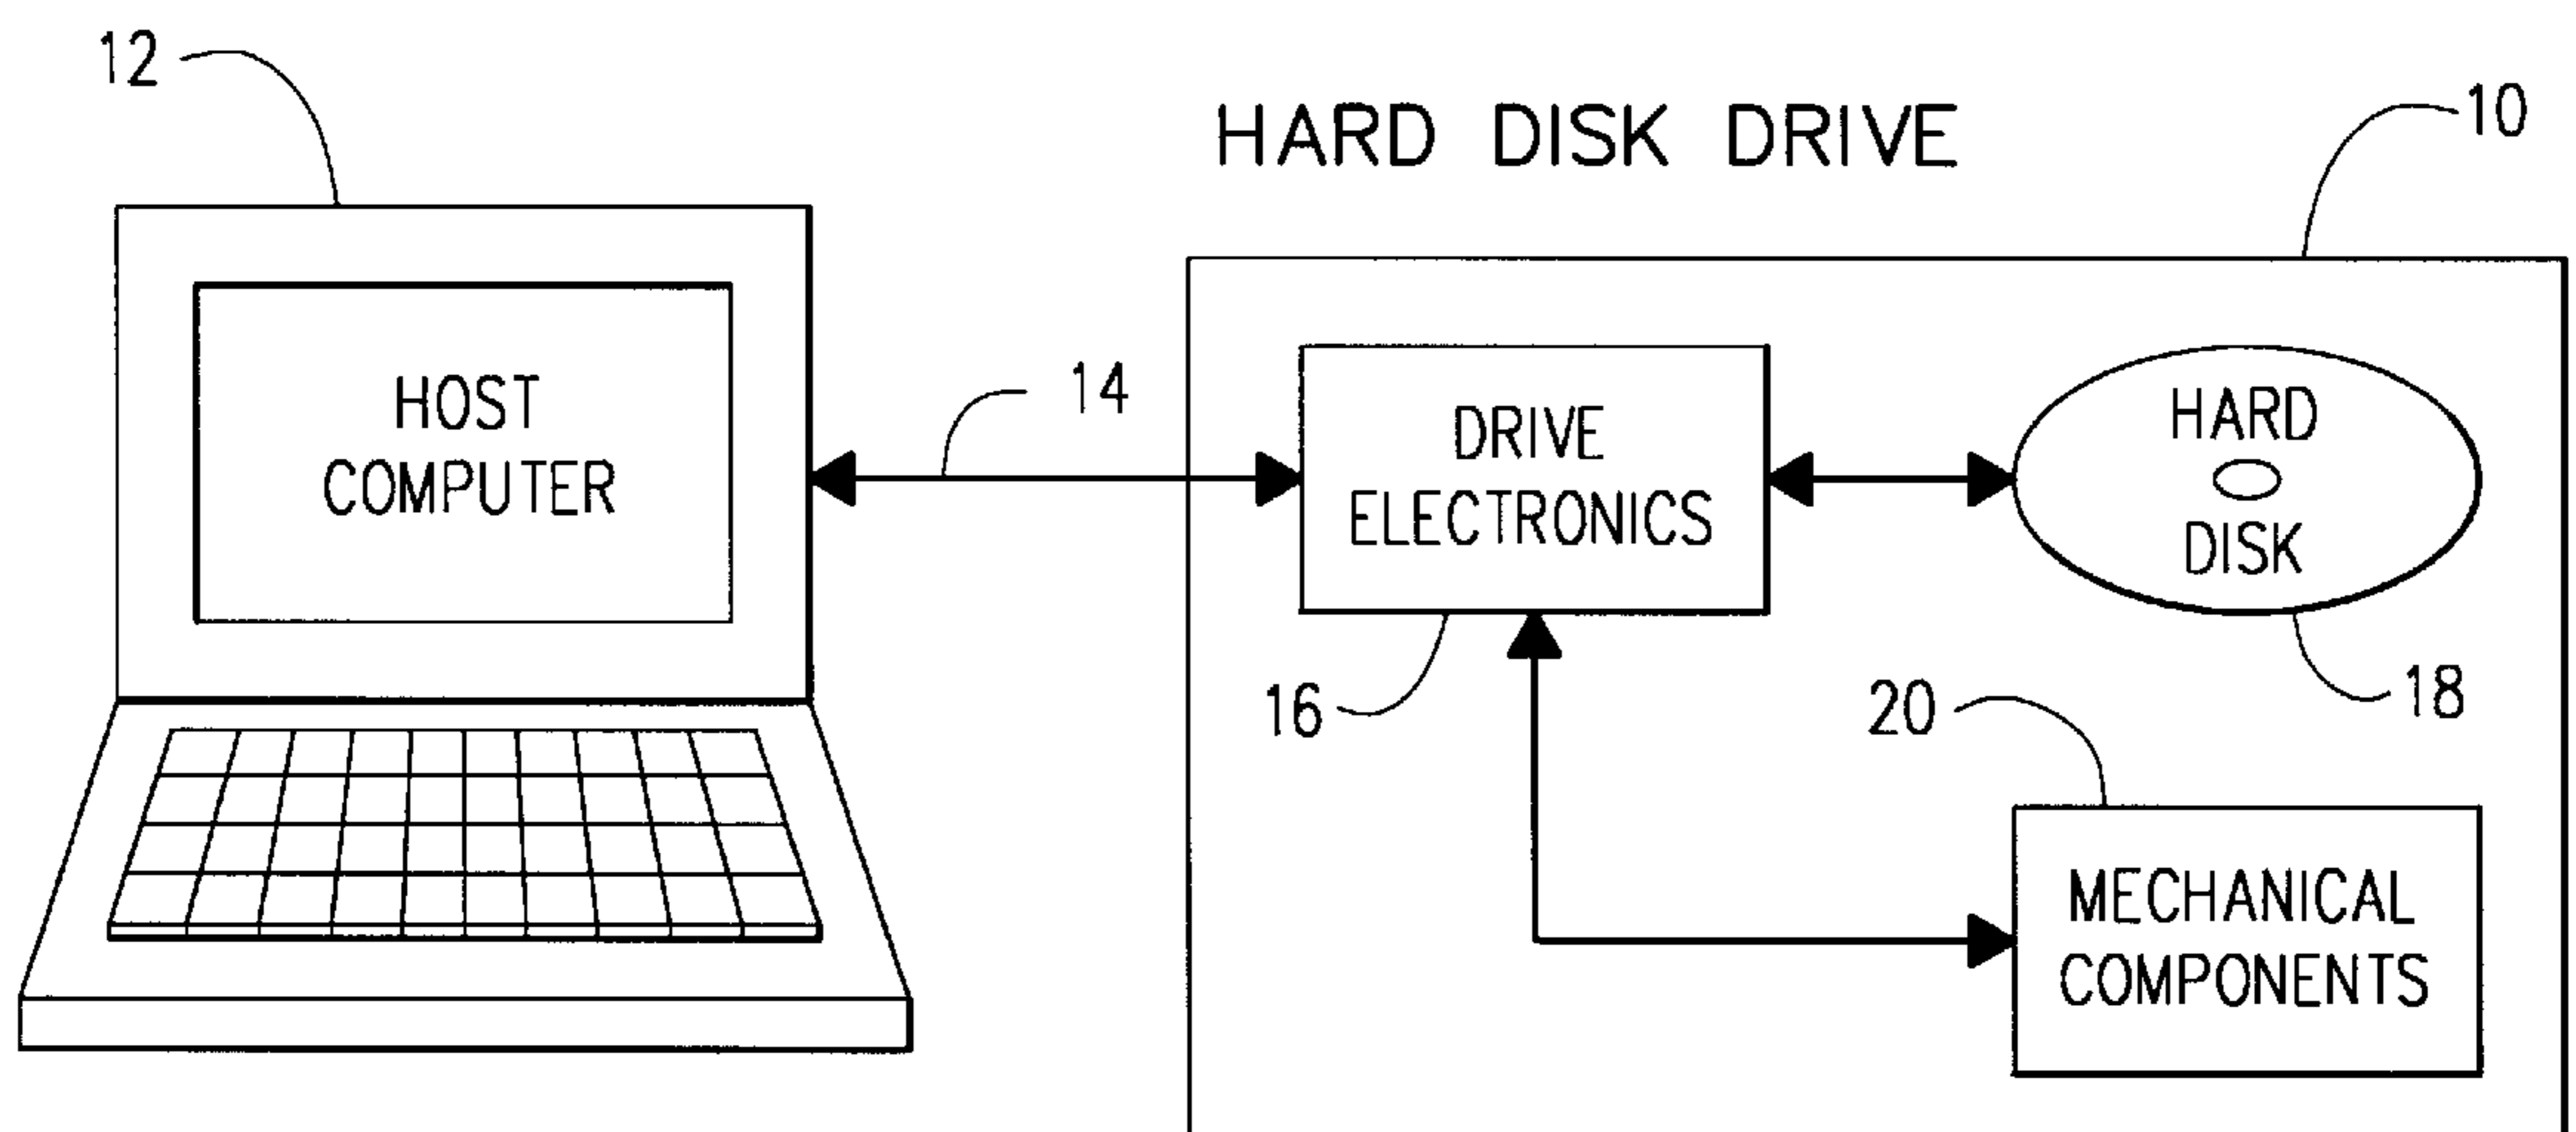 12
HARD DISK DRIVE
10
HOST
COMPUTER
14
DRIVE
ELECTRONICS
HARD
DISK
16
18
20
MECHANICAL
COMPONENTS